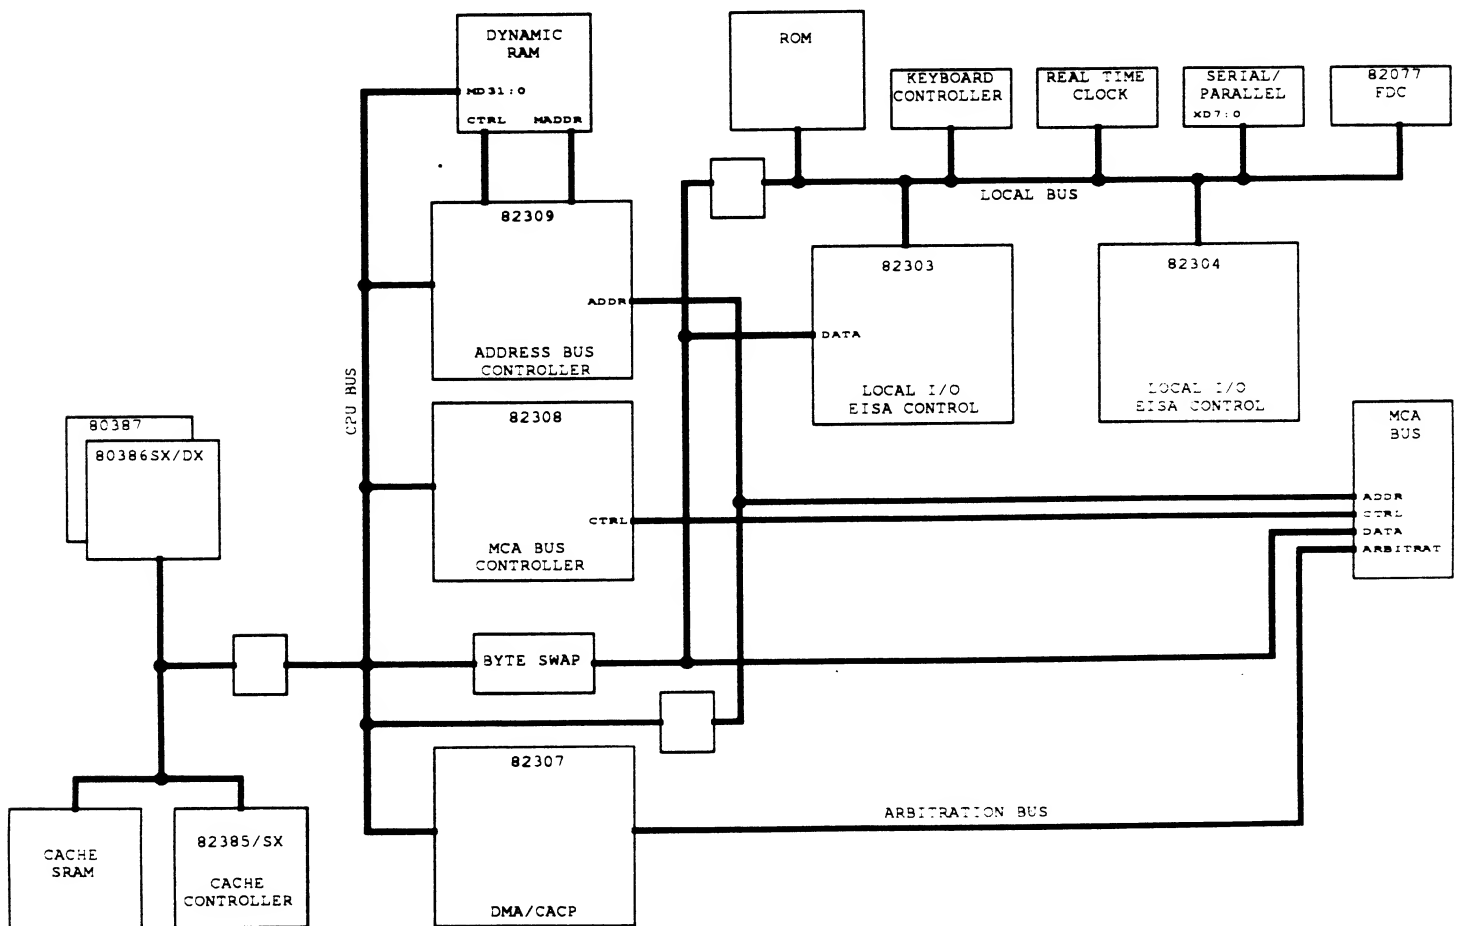 DYNAMIC
RAM
MD31:0
CTRL MADDR
ROM
KEYBOARD
CONTROLLER
REAL TIME
CLOCK
SERIAL/
PARALLEL
XD7:0
82077
FDC
LOCAL BUS
82309
ADDR
ADDRESS BUS
CONTROLLER
82303
DATA
LOCAL I/O
EISA CONTROL
82304
LOCAL I/O
EISA CONTROL
CPU BUS
82308
CTRL
MCA BUS
CONTROLLER
80387
80386SX/DX
MCA
BUS
ADDR
CTRL
DATA
ARBITRAT
BYTE SWAP
82307
DMA/CACP
ARBITRATION BUS
CACHE
SRAM
82385/SX
CACHE
CONTROLLER